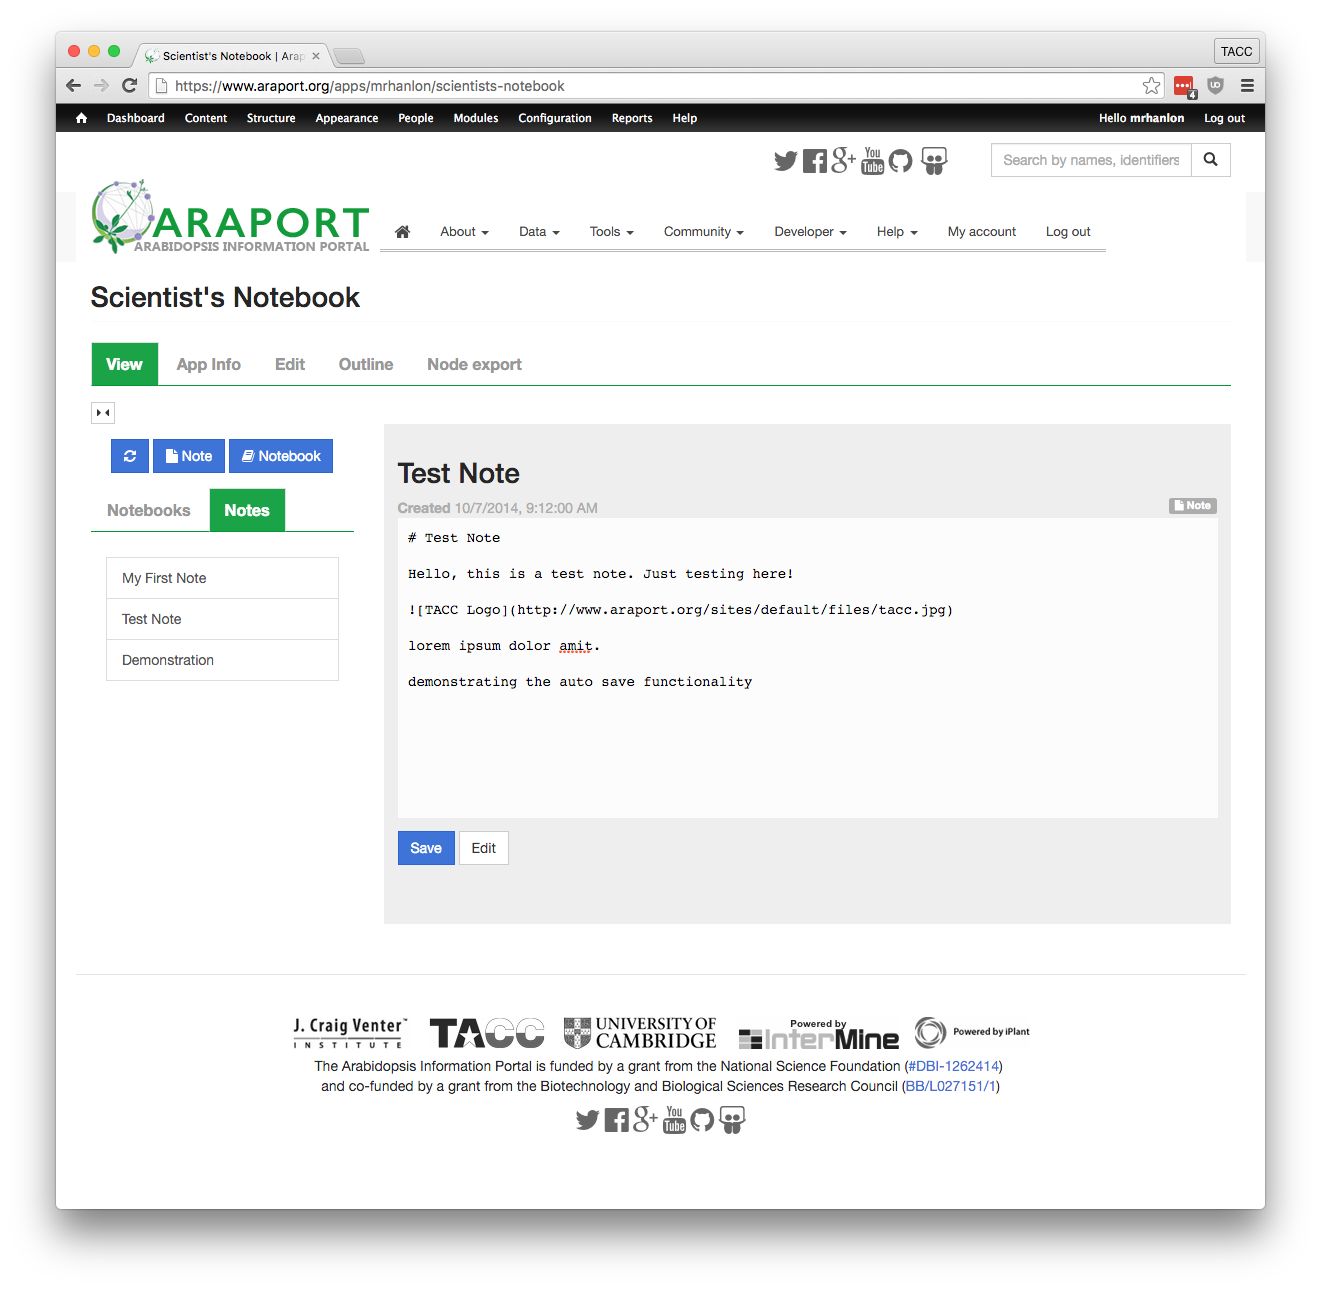 Scientist's Notebook | Arap
TACC
https://www.araport.org/apps/mrhanlon/scientists-notebook
4
Dashboard Content Structure Appearance People Modules Configuration Reports Help Hello mrhanlon Log out
You Tube
Search by names, identifiers
ARAPORT
ARABIDOPSIS INFORMATION PORTAL
About Data Tools Community Developer Help My account Log out
Scientist's Notebook
View App Info Edit Outline Node export
Note Notebook
Notebooks Notes
My First Note
Test Note
Demonstration
Test Note
Created 10/7/2014, 9:12:00 AM
Note
# Test Note
Hello, this is a test note. Just testing here!
![TACC Logo](http://www.araport.org/sites/default/files/tacc.jpg)
lorem ipsum dolor amit.
demonstrating the auto save functionality
Save Edit
J. Craig Venter™
INSTITUTE
TACC
UNIVERSITY OF
CAMBRIDGE
Powered by
InterMine
Powered by iPlant
The Arabidopsis Information Portal is funded by a grant from the National Science Foundation (#DBI-1262414)
and co-funded by a grant from the Biotechnology and Biological Sciences Research Council (BB/L027151/1)
You Tube